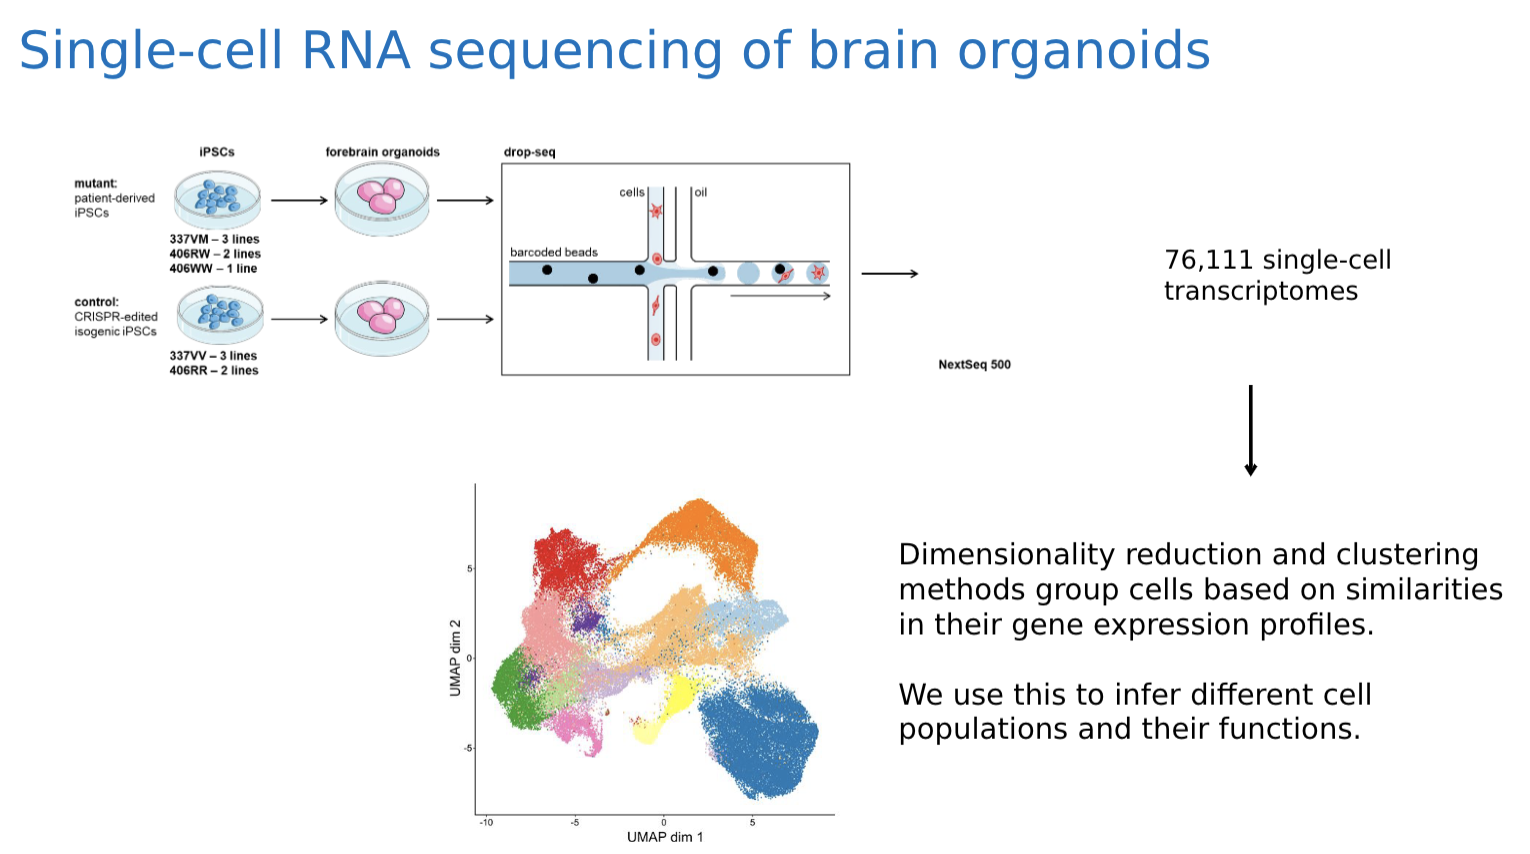 Single-cell RNA sequencing of brain organoids
iPSCs
forebrain organoids
drop-seq
mutant:
patient-derived
iPSCs
337VM – 3 lines
406RW – 2 lines
406WW – 1 line
control:
CRISPR-edited
isogenic iPSCs
337VV – 3 lines
406RR – 2 lines
cells
oil
barcoded beads
NextSeq 500
76,111 single-cell
transcriptomes
5
0
-5
UMAP dim 2
-10
-5
0
5
UMAP dim 1
Dimensionality reduction and clustering
methods group cells based on similarities
in their gene expression profiles.
We use this to infer different cell
populations and their functions.